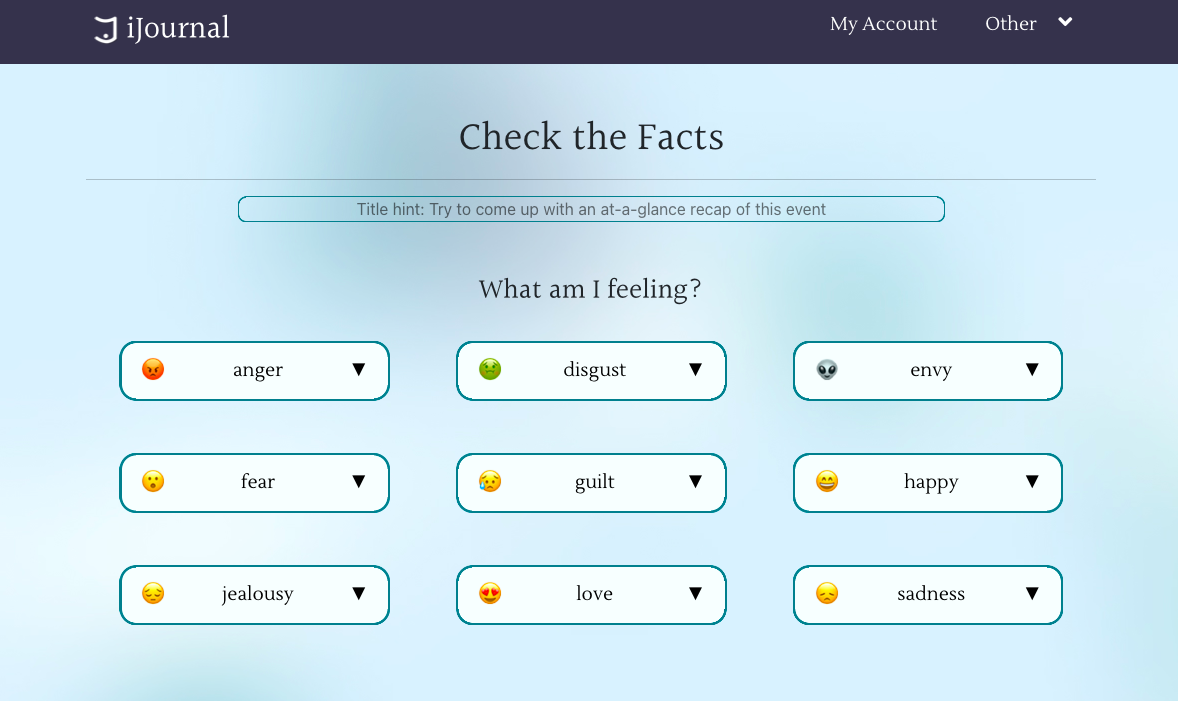 iJournal
My Account Other
Check the Facts
Title hint: Try to come up with an at-a-glance recap of this event
What am I feeling?
anger disgust envy
fear guilt happy
jealousy love sadness